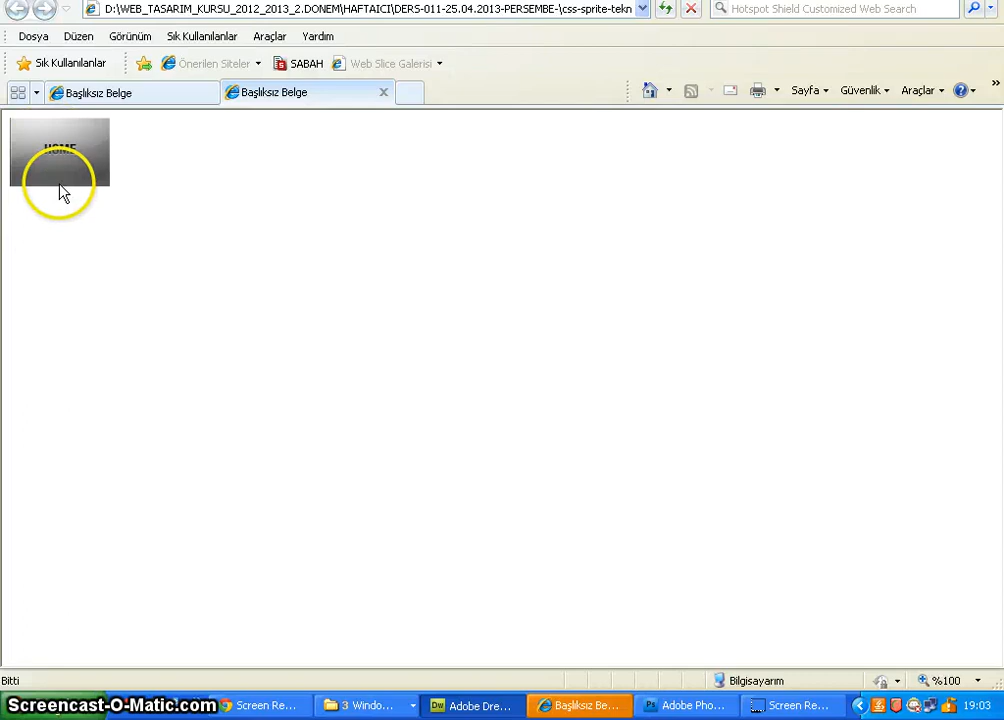 D:\WEB_TASARIM_KURSU_2012_2013_2.DONEM\HAFTAICI\DERS-011-25.04.2013-PERSEMBE-\css-sprite-tekn
Hotspot Shield Customized Web Search
Dosya Düzen Görünüm Sık Kullanılanlar Araçlar Yardım
Sık Kullanılanlar Önerilen Siteler SABAH Web Slice Galerisi
Başlıksız Belge Başlıksız Belge Sayfa Güvenlik Araçlar »
HOME
Bitti Bilgisayarım %100
Screencast-O-Matic.com Screen Re... 3 Windo... Adobe Dre... Başlıksız Be... Adobe Pho... Screen Re... 19:03